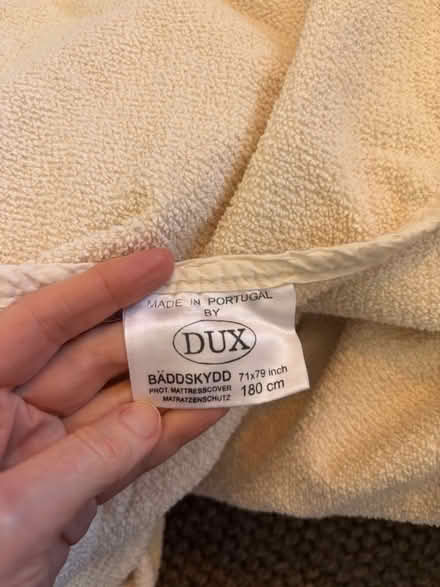 MADE IN PORTUGAL
BY
DUX
BÄDDSKYDD 71x79 inch
PROT. MATTRESSCOVER 180 cm
MATRATZENSCHUTZ